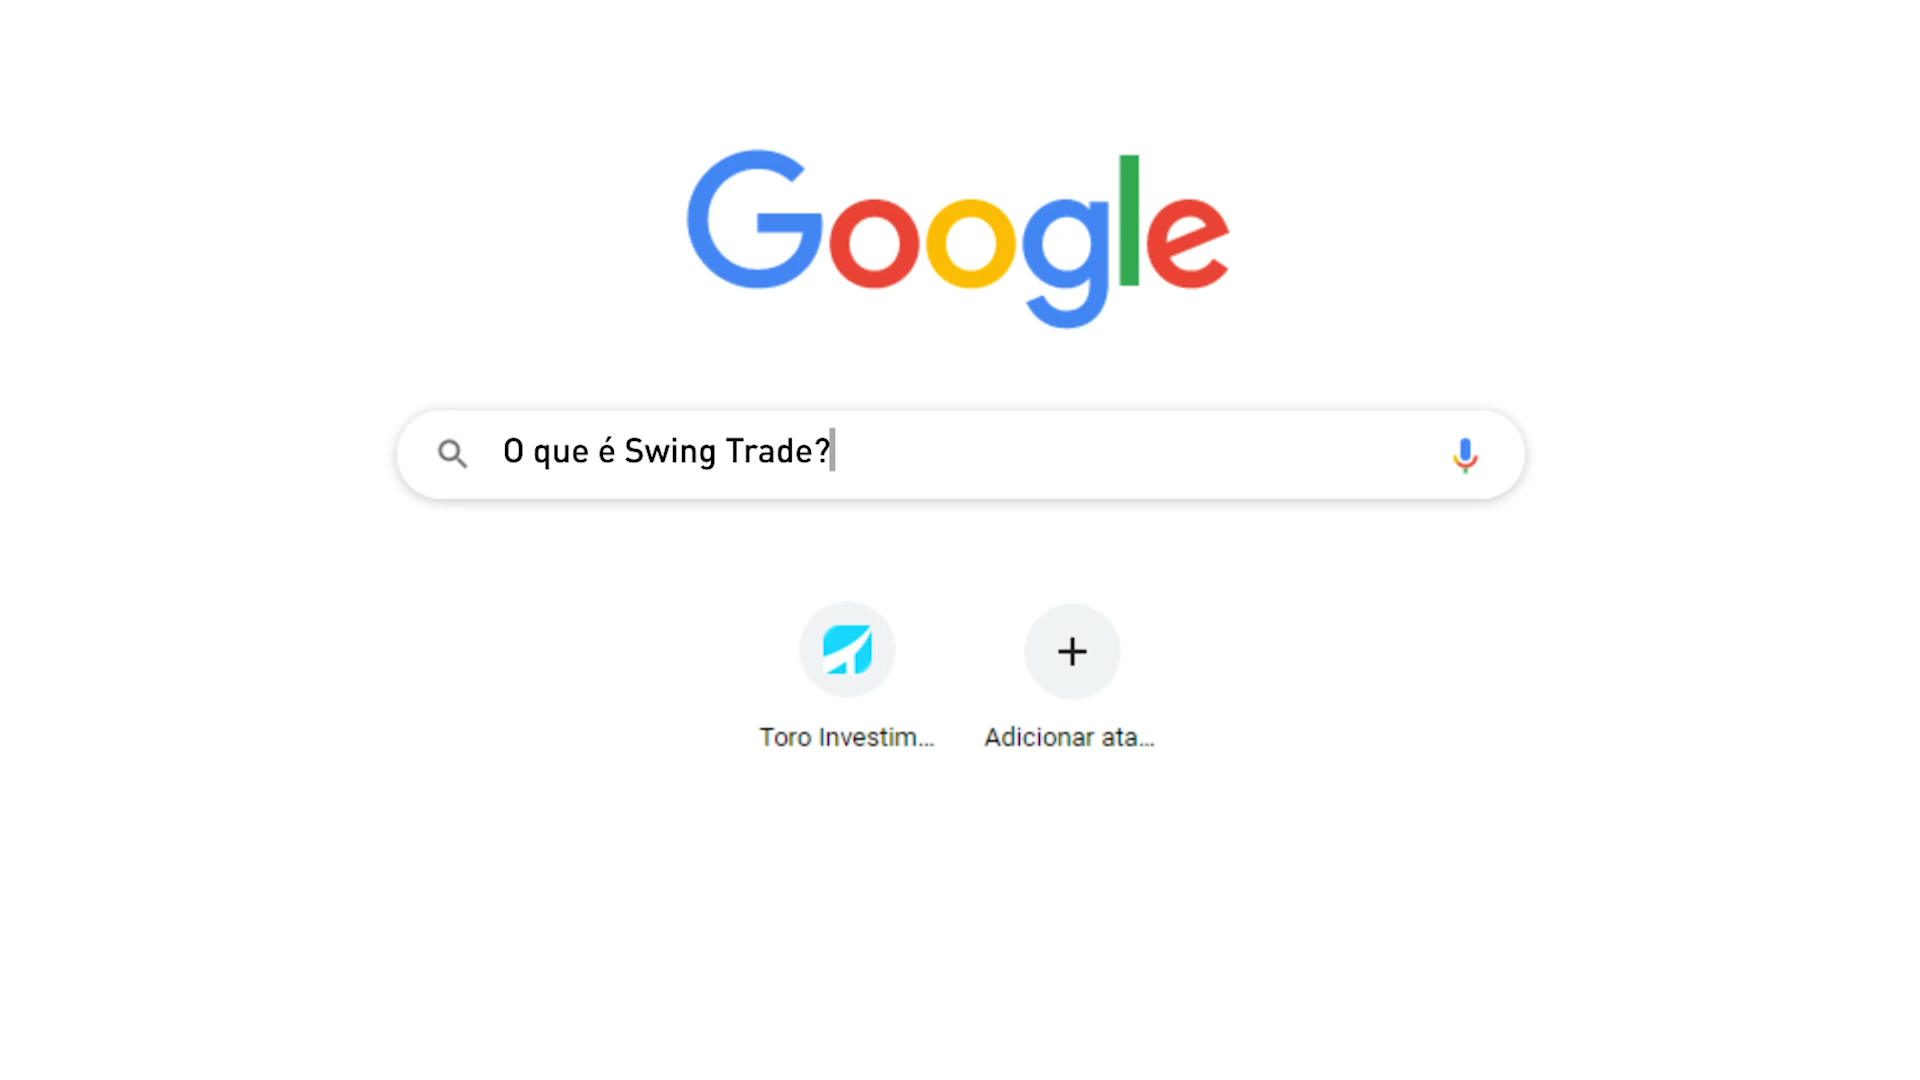 Google
O que é Swing Trade?
Toro Investim...
Adicionar ata...